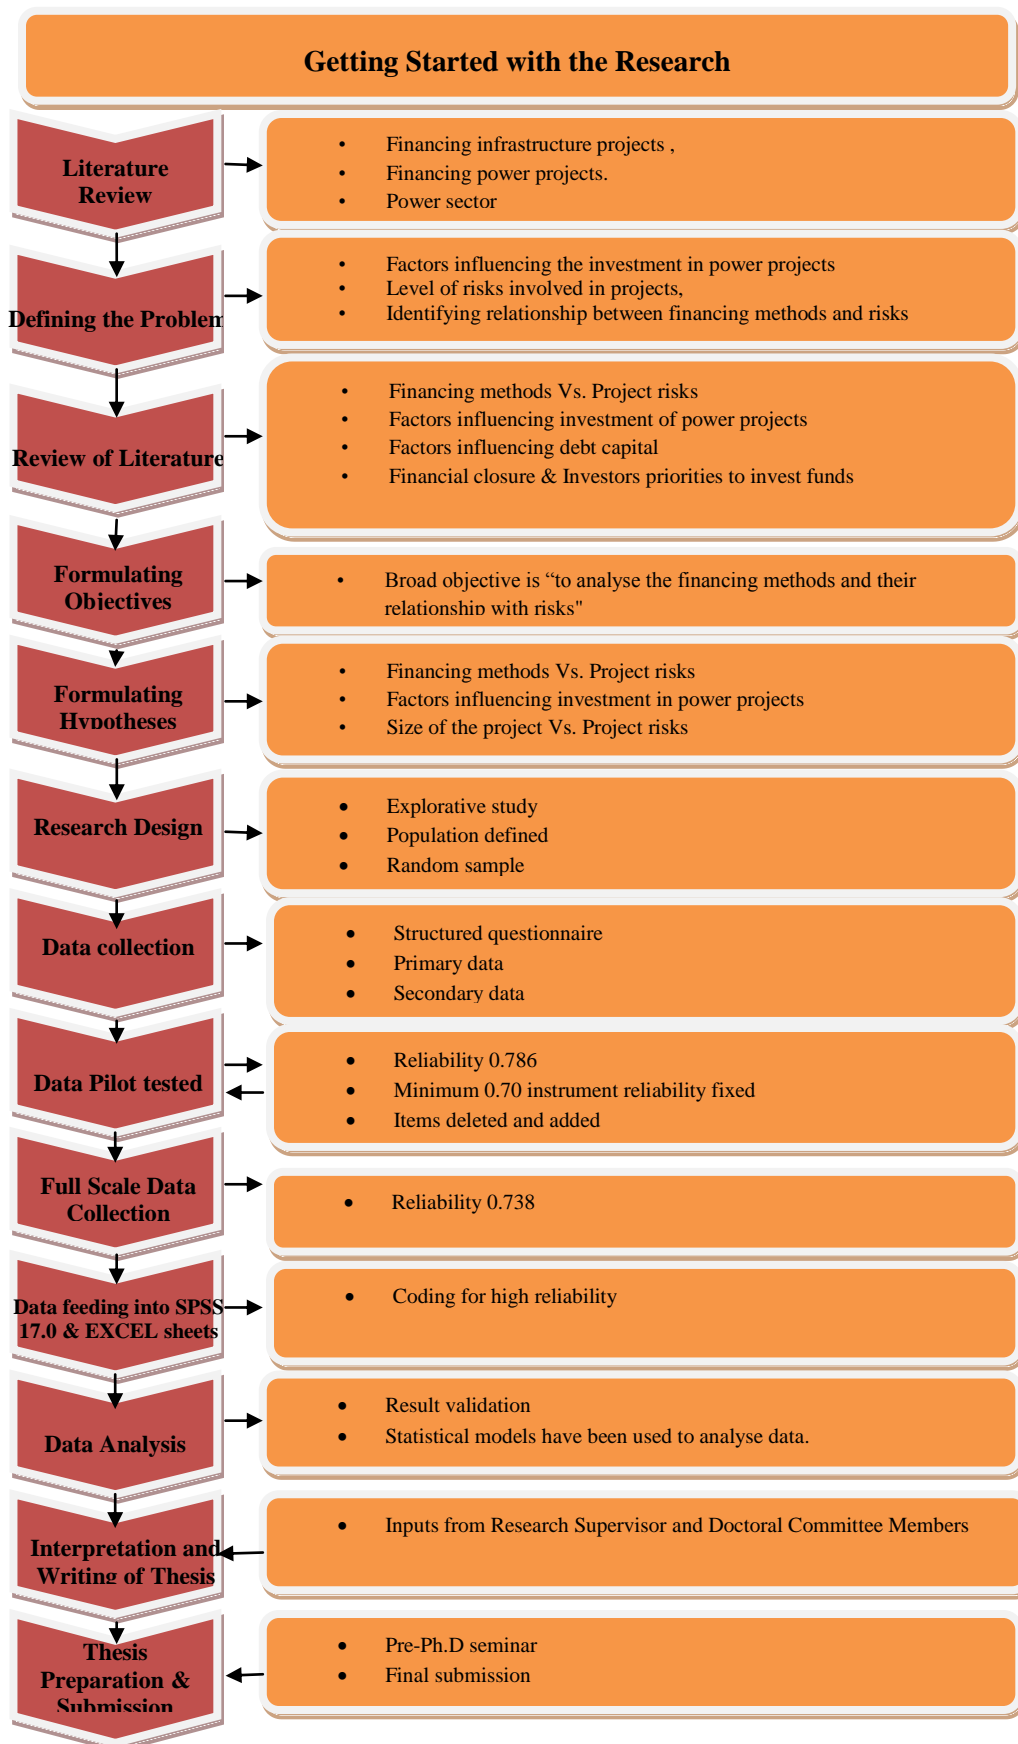 Getting Started with the Research
Literature
Review
• Financing infrastructure projects ,
• Financing power projects.
• Power sector
Defining the Problem
• Factors influencing the investment in power projects
• Level of risks involved in projects,
• Identifying relationship between financing methods and risks
Review of Literature
• Financing methods Vs. Project risks
• Factors influencing investment of power projects
• Factors influencing debt capital
• Financial closure & Investors priorities to invest funds
Formulating
Objectives
• Broad objective is “to analyse the financing methods and their
relationship with risks"
Formulating
Hypotheses
• Financing methods Vs. Project risks
• Factors influencing investment in power projects
• Size of the project Vs. Project risks
Research Design
• Explorative study
• Population defined
• Random sample
Data collection
• Structured questionnaire
• Primary data
• Secondary data
Data Pilot tested
• Reliability 0.786
• Minimum 0.70 instrument reliability fixed
• Items deleted and added
Full Scale Data
Collection
• Reliability 0.738
Data feeding into SPSS
17.0 & EXCEL sheets
• Coding for high reliability
Data Analysis
• Result validation
• Statistical models have been used to analyse data.
Interpretation and
Writing of Thesis
• Inputs from Research Supervisor and Doctoral Committee Members
Thesis
Preparation &
Submission
• Pre-Ph.D seminar
• Final submission